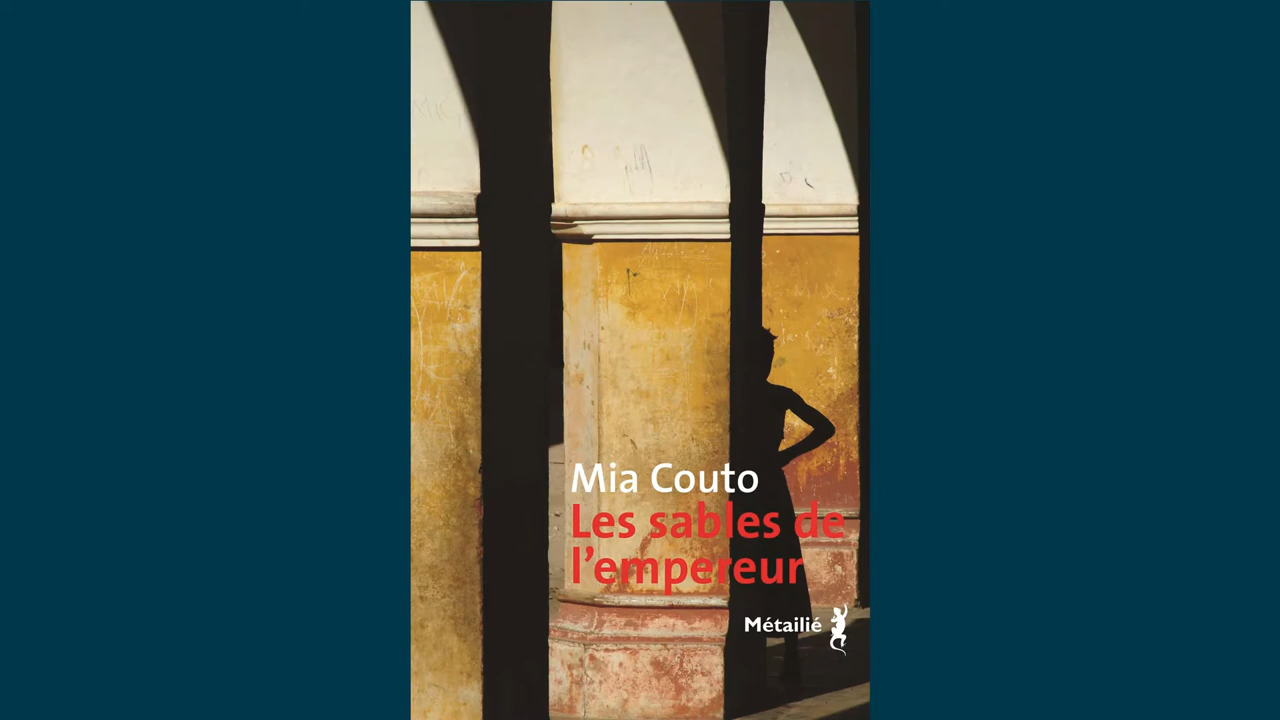 Mia Couto
Les sables de
l’empereur
Métailié